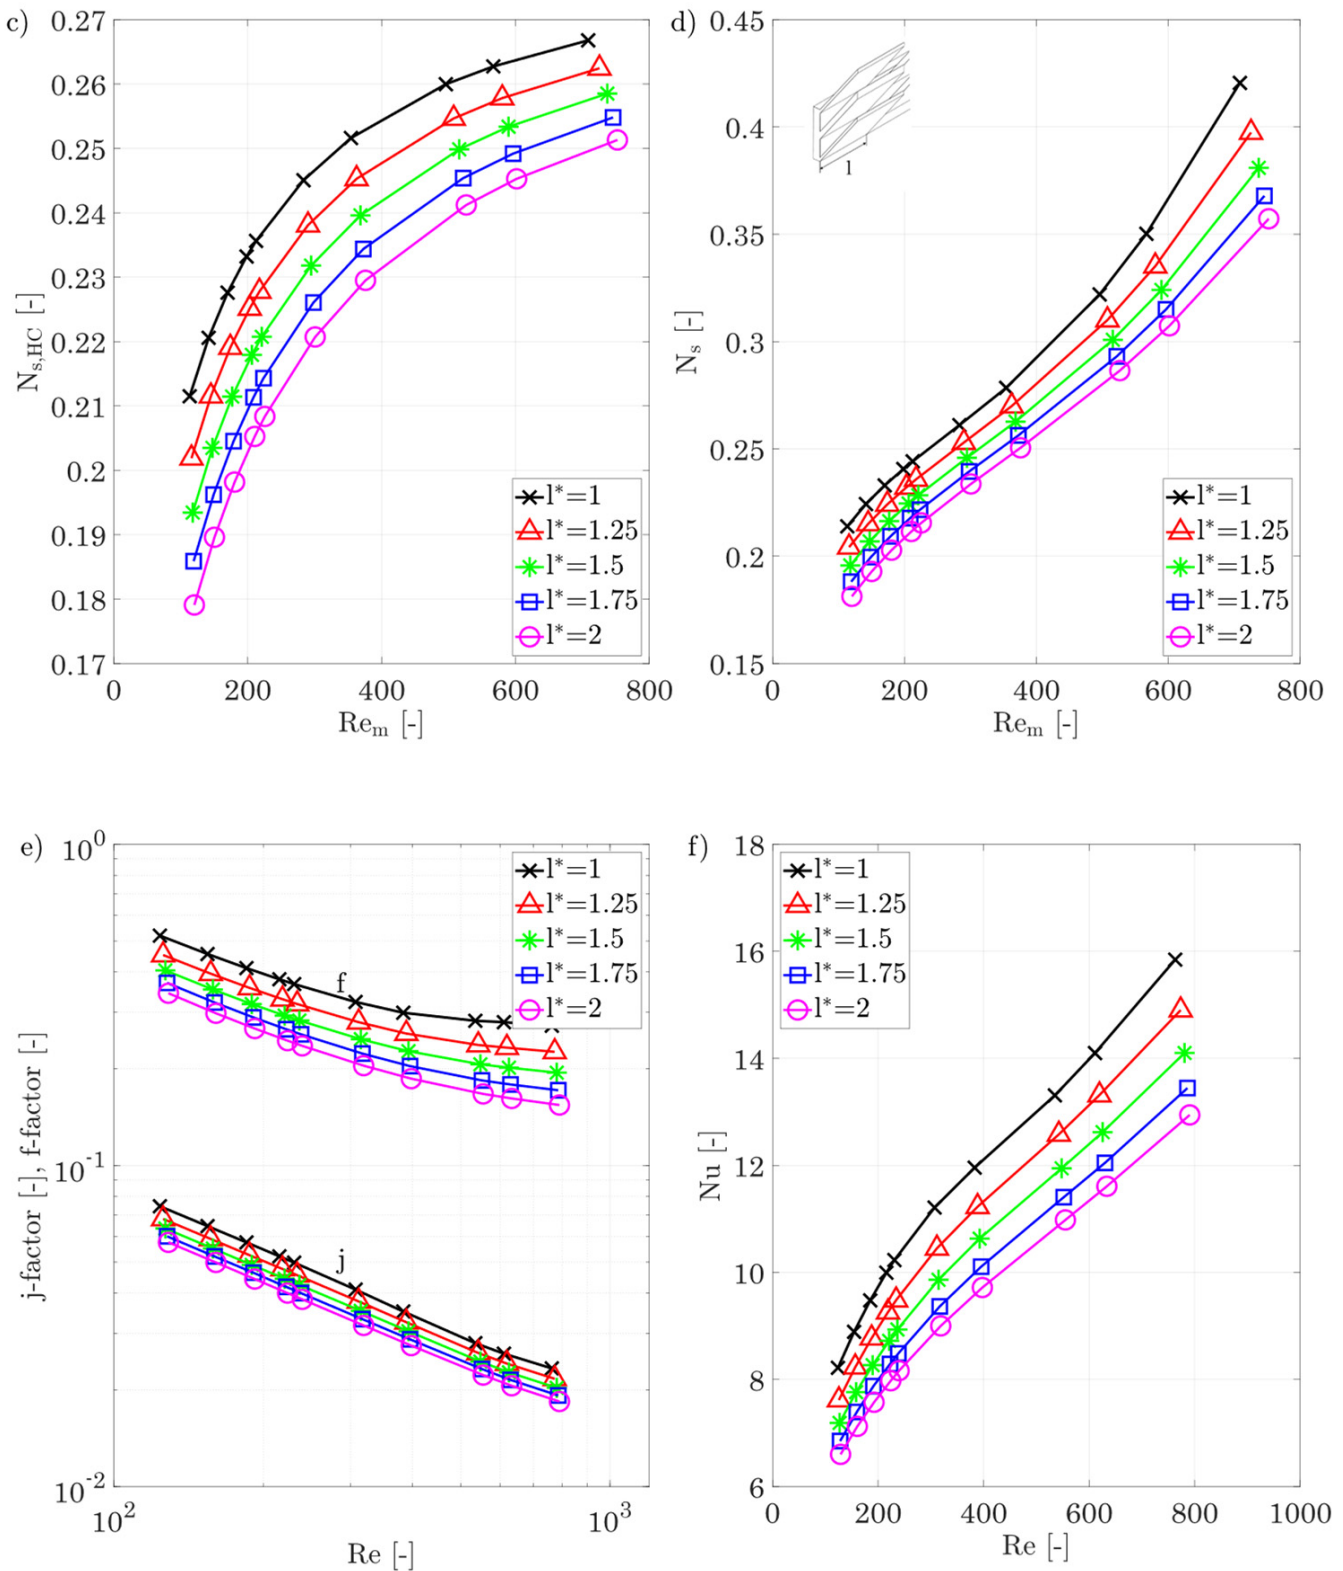 c)
0.27
0.26
0.25
0.24
0.23
0.22
0.21
0.2
0.19
0.18
0.17
N_s,HC [-]
0 200 400 600 800
Re_m [-]
l*=1
l*=1.25
l*=1.5
l*=1.75
l*=2
d)
0.45
0.4
0.35
0.3
0.25
0.2
0.15
N_s [-]
l
0 200 400 600 800
Re_m [-]
l*=1
l*=1.25
l*=1.5
l*=1.75
l*=2
e)
10^0
10^-1
10^-2
j-factor [-], f-factor [-]
f
j
10^2 10^3
Re [-]
l*=1
l*=1.25
l*=1.5
l*=1.75
l*=2
f)
18
16
14
12
10
8
6
Nu [-]
0 200 400 600 800 1000
Re [-]
l*=1
l*=1.25
l*=1.5
l*=1.75
l*=2